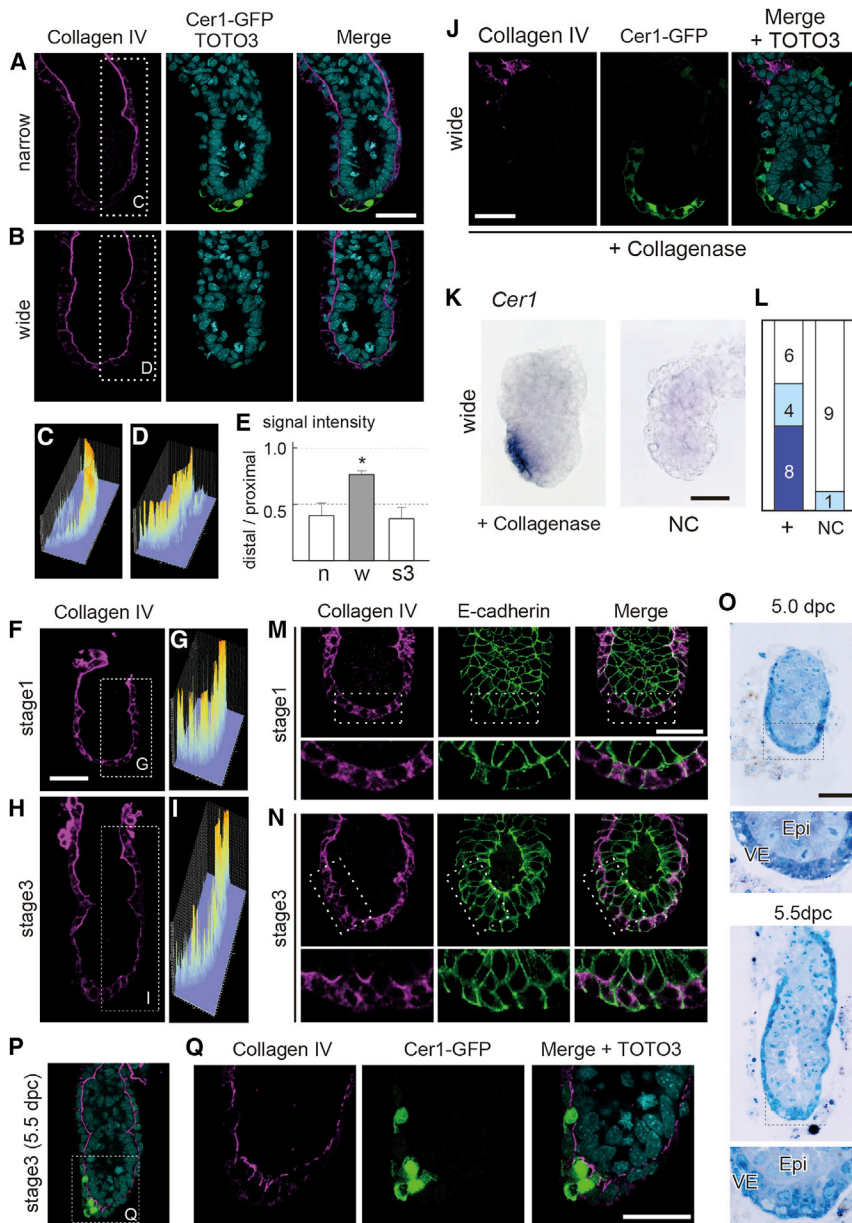 A
Collagen IV
Cer1-GFP
TOTO3
Merge
narrow
C
B
wide
D
C
D
E
signal intensity
distal / proximal
1.0
0.5
*
n
w
s3
J
Collagen IV
Cer1-GFP
Merge
+ TOTO3
wide
+ Collagenase
K
Cer1
wide
+ Collagenase
NC
L
6
4
8
9
1
+
NC
Collagen IV
F
stage1
G
G
H
stage3
I
I
M
Collagen IV
E-cadherin
Merge
stage1
N
stage3
O
5.0 dpc
Epi
VE
5.5dpc
Epi
VE
P
stage3 (5.5 dpc)
Q
Q
Collagen IV
Cer1-GFP
Merge + TOTO3